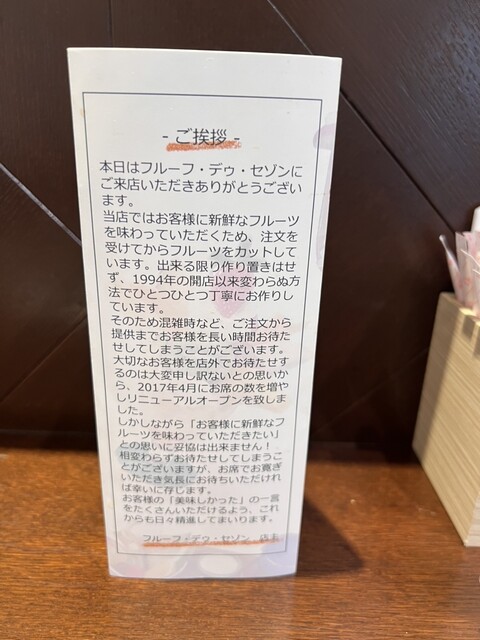 - ご挨拶 -
本日はフルーフ・デゥ・セゾンに
ご来店いただきありがとうござい
ます。
当店ではお客様に新鮮なフルーツ
を味わっていただくため、注文を
受けてからフルーツをカットして
います。出来る限り作り置きはせ
ず、1994年の開店以来変わらぬ方
法でひとつひとつ丁寧にお作りし
ています。
そのため混雑時など、ご注文から
提供までお客様を長い時間お待た
せしてしまうことがございます。
大切なお客様を店外でお待たせす
るのは大変申し訳ないとの思いか
ら、2017年4月にお席の数を増や
しリニューアルオープンを致しま
した。
しかしながら「お客様に新鮮なフ
ルーツを味わっていただきたい」
との思いに妥協は出来ません！
相変わらずお待たせしてしまうこ
とがございますが、お席でお寛ぎ
いただき気長にお待ちいただけれ
ば幸いに存じます。
お客様の「美味しかった」の一言
をたくさんいただけるよう、これ
からも日々精進してまいります。
フルーフ・デゥ・セゾン 店主